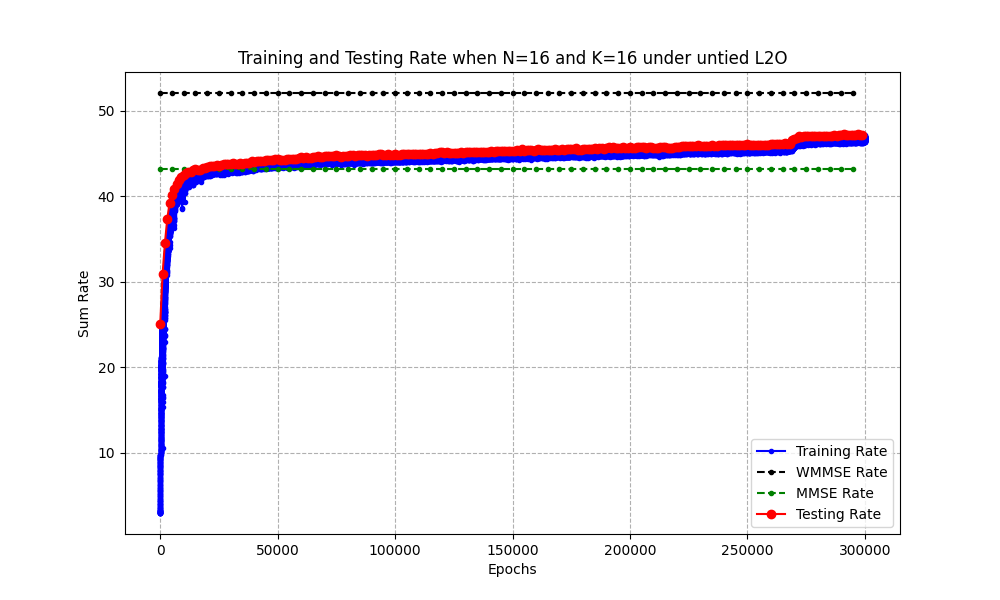 Training and Testing Rate when N=16 and K=16 under untied L2O
50
40
30
20
10
Sum Rate
0
50000
100000
150000
200000
250000
300000
Epochs
Training Rate
WMMSE Rate
MMSE Rate
Testing Rate